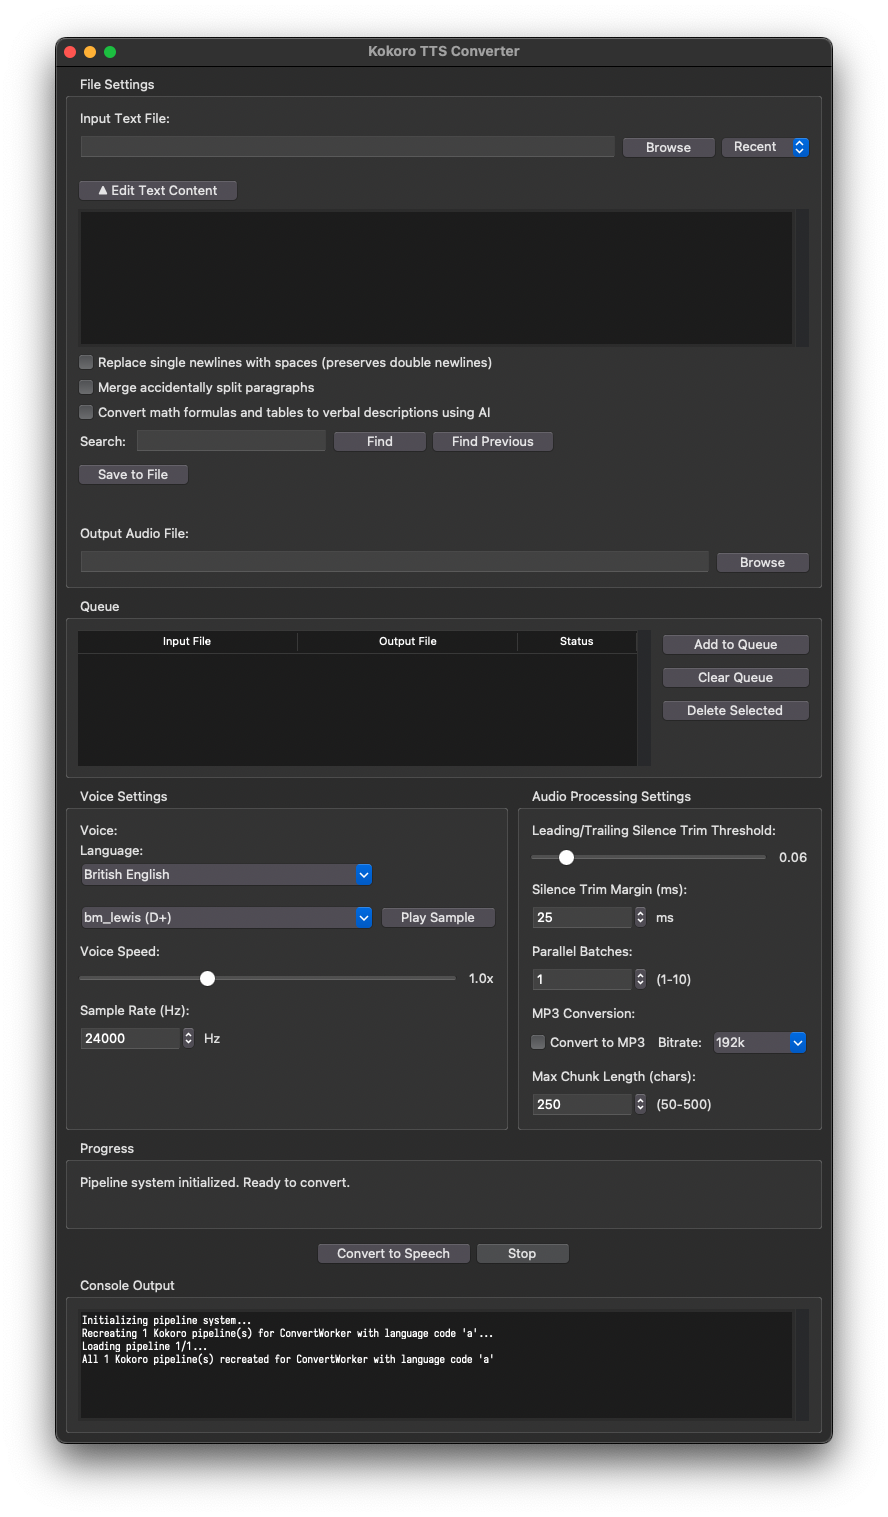 Kokoro TTS Converter
File Settings
Input Text File:
Browse
Recent
▲ Edit Text Content
Replace single newlines with spaces (preserves double newlines)
Merge accidentally split paragraphs
Convert math formulas and tables to verbal descriptions using AI
Search:
Find
Find Previous
Save to File
Output Audio File:
Browse
Queue
Input File
Output File
Status
Add to Queue
Clear Queue
Delete Selected
Voice Settings
Voice:
Language:
British English
bm_lewis (D+)
Play Sample
Voice Speed:
1.0x
Sample Rate (Hz):
24000
Hz
Audio Processing Settings
Leading/Trailing Silence Trim Threshold:
0.06
Silence Trim Margin (ms):
25
ms
Parallel Batches:
1
(1-10)
MP3 Conversion:
Convert to MP3
Bitrate:
192k
Max Chunk Length (chars):
250
(50-500)
Progress
Pipeline system initialized. Ready to convert.
Convert to Speech
Stop
Console Output
Initializing pipeline system...
Recreating 1 Kokoro pipeline(s) for ConvertWorker with language code 'a'...
Loading pipeline 1/1...
All 1 Kokoro pipeline(s) recreated for ConvertWorker with language code 'a'